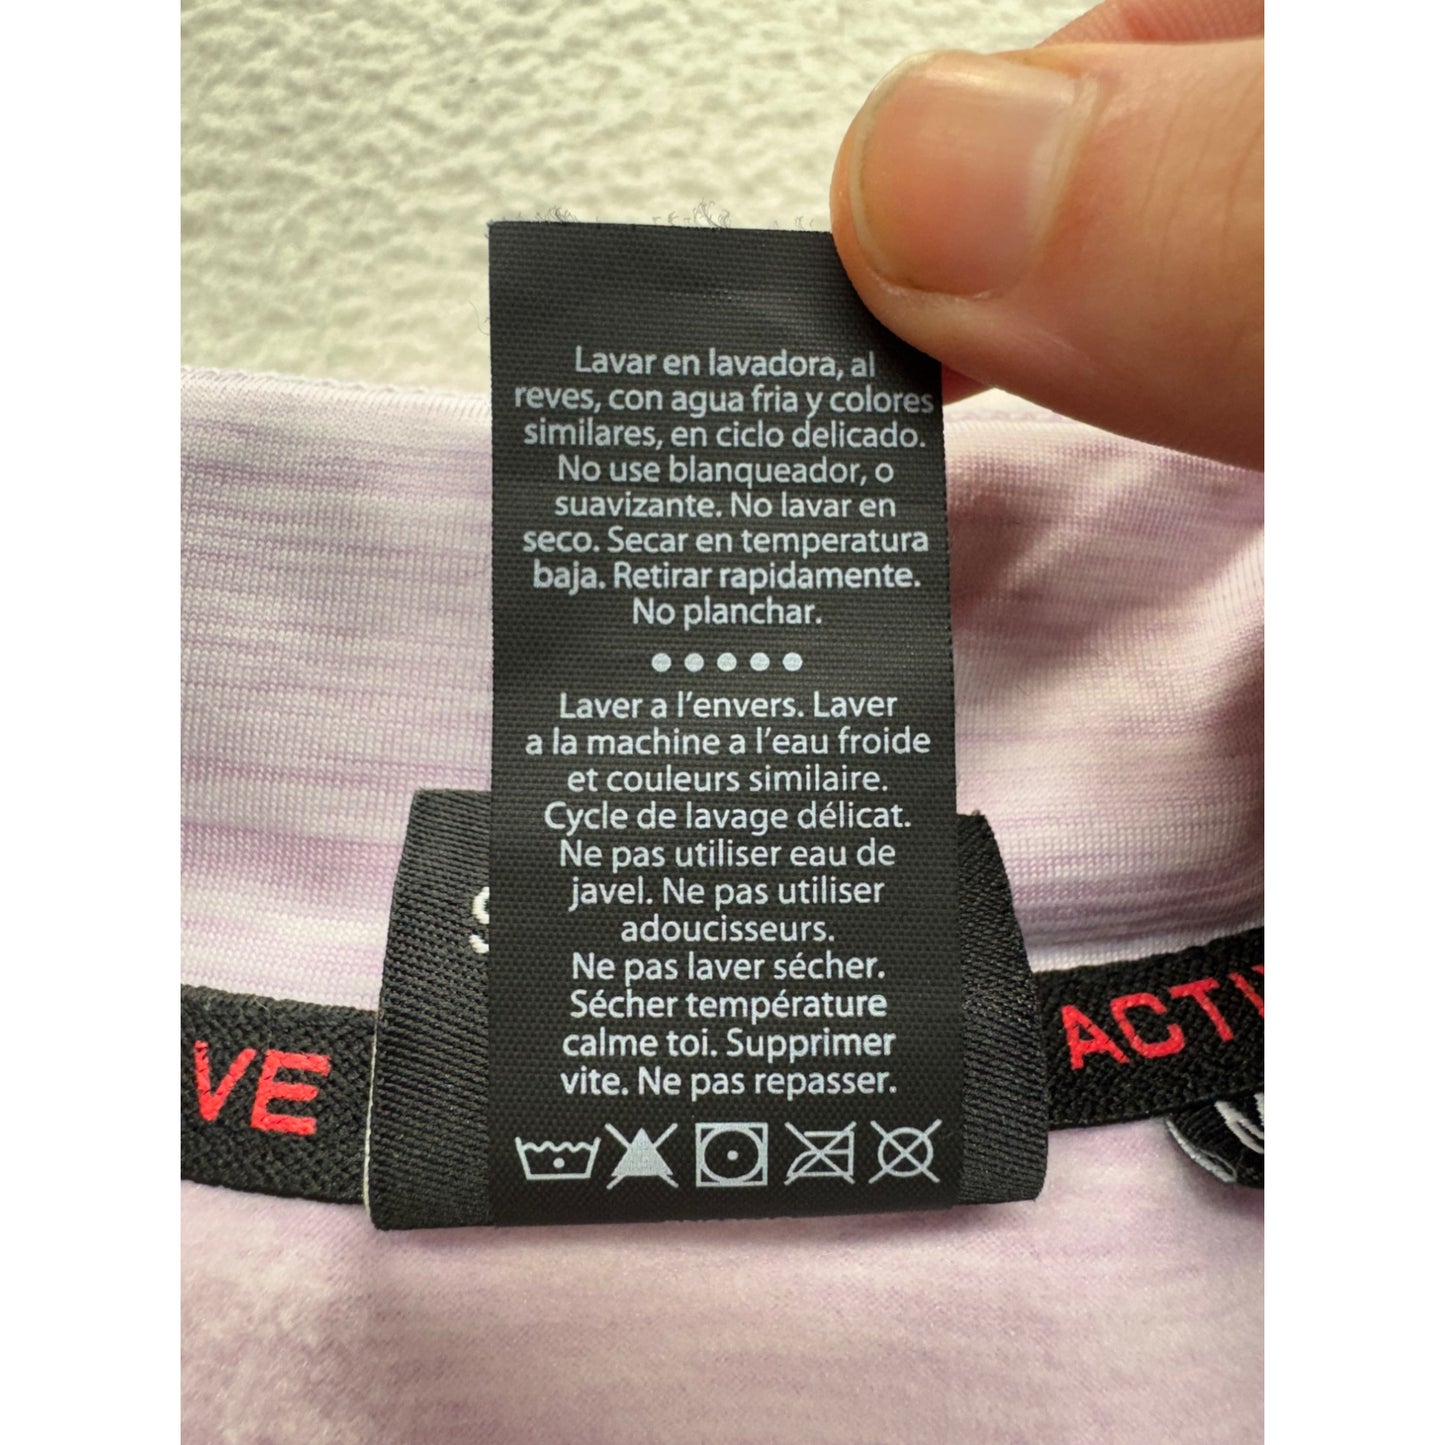 Lavar en lavadora, al
reves, con agua fria y colores
similares, en ciclo delicado.
No use blanqueador, o
suavizante. No lavar en
seco. Secar en temperatura
baja. Retirar rapidamente.
No planchar.
Laver a l'envers. Laver
a la machine a l'eau froide
et couleurs similaire.
Cycle de lavage délicat.
Ne pas utiliser eau de
javel. Ne pas utiliser
adoucisseurs.
Ne pas laver sécher.
Sécher température
calme toi. Supprimer
vite. Ne pas repasser.
VE
ACTI